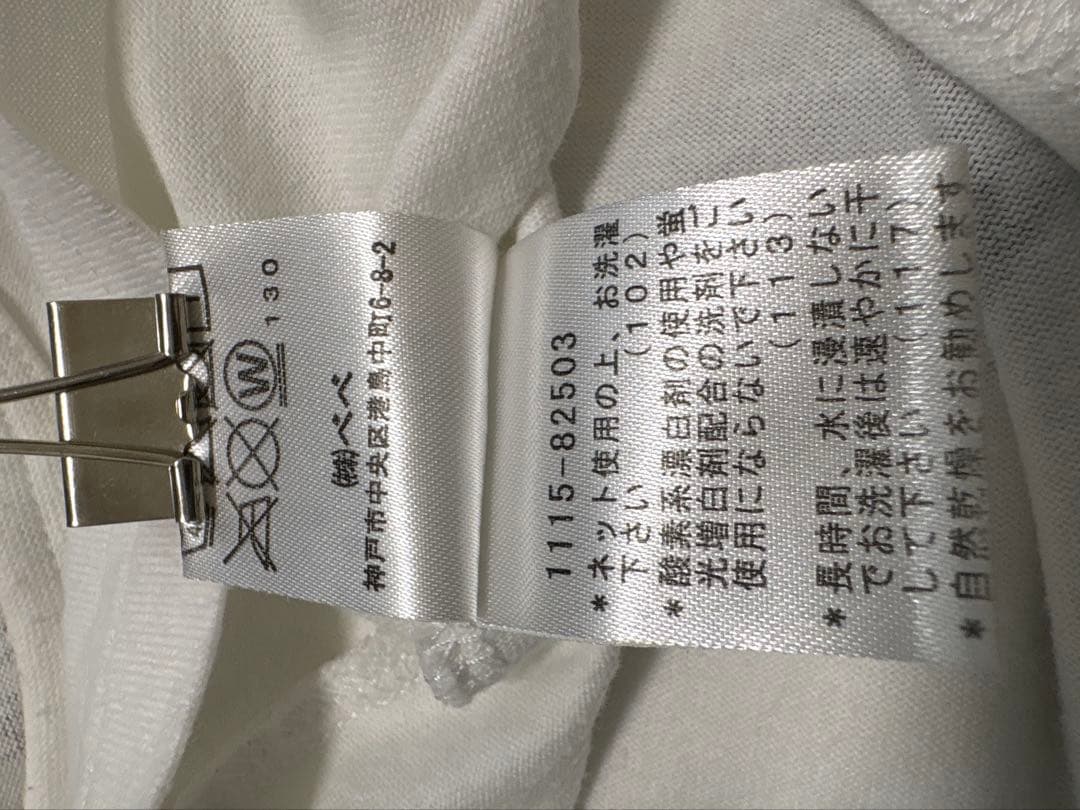 W
130
㈱べべ
神戸市中央区港島中町6-8-2
1115-82503
*ネット使用の上、お洗濯
下さい (102)
*酸素系漂白剤の使用や蛍
光増白剤配合の洗剤をご
使用にならないで下さい
(113)
*長時間、水に浸漬しない
でお洗濯後は速やかに干
して下さい (117)
*自然乾燥をお勧めします